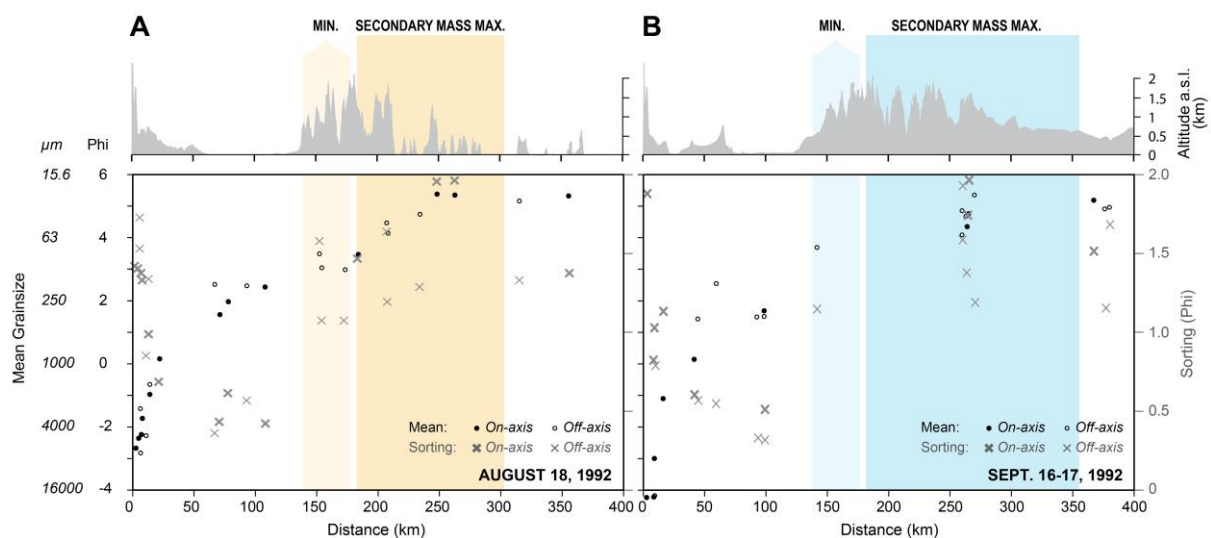 A
MIN.
SECONDARY MASS MAX.
B
MIN.
SECONDARY MASS MAX.
2
1.5
1
0.5
0
Altitude a.s.l.
(km)
µm Phi
15.6 6
63 4
250 2
1000 0
4000 -2
16000 -4
Mean Grainsize
2.0
1.5
1.0
0.5
0
Sorting (Phi)
Mean: On-axis Off-axis
Sorting: On-axis Off-axis
AUGUST 18, 1992
Mean: On-axis Off-axis
Sorting: On-axis Off-axis
SEPT. 16-17, 1992
0 50 100 150 200 250 300 350 400
Distance (km)
0 50 100 150 200 250 300 350 400
Distance (km)